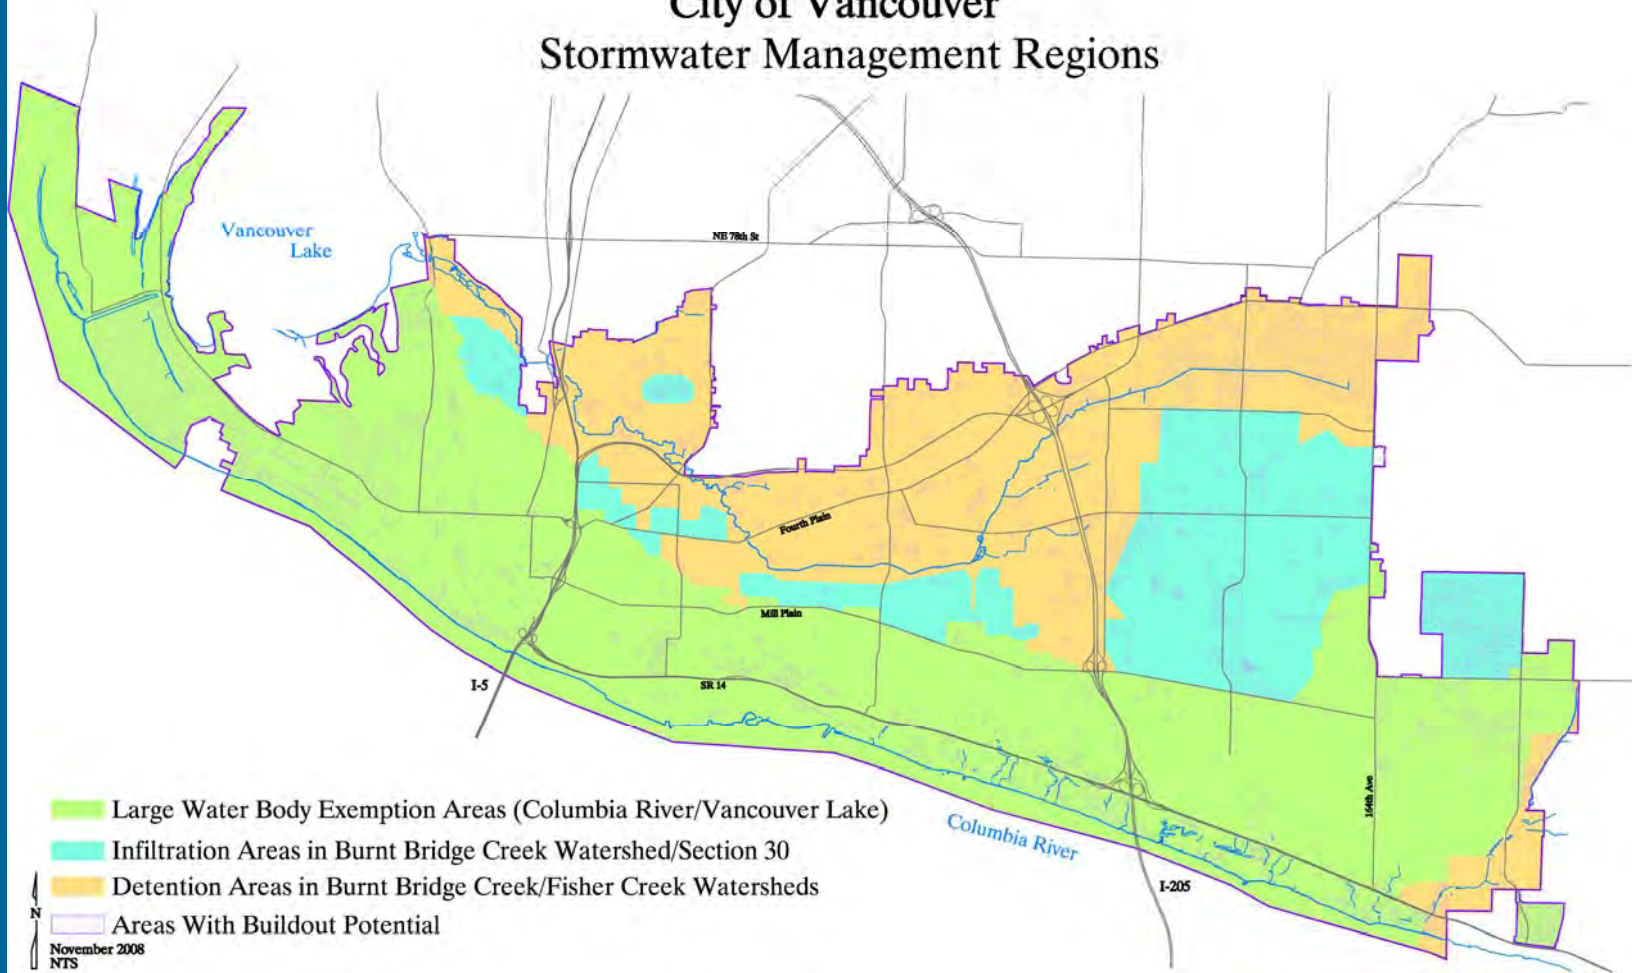 City of Vancouver
Stormwater Management Regions
Vancouver
Lake
NE 78th St
Fourth Plain
Mill Plain
I-5
SR 14
164th Ave
Columbia River
I-205
Large Water Body Exemption Areas (Columbia River/Vancouver Lake)
Infiltration Areas in Burnt Bridge Creek Watershed/Section 30
Detention Areas in Burnt Bridge Creek/Fisher Creek Watersheds
Areas With Buildout Potential
N
November 2008
NTS